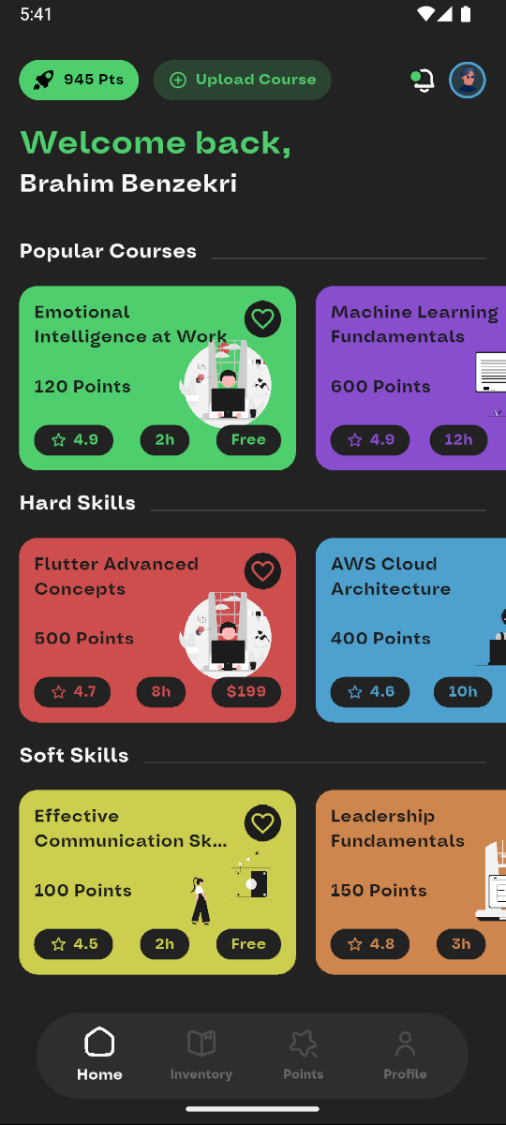 5:41
945 Pts
Upload Course
Welcome back,
Brahim Benzekri
Popular Courses
Emotional
Intelligence at Work
120 Points
4.9
2h
Free
Machine Learning
Fundamentals
600 Points
4.9
12h
Hard Skills
Flutter Advanced
Concepts
500 Points
4.7
8h
$199
AWS Cloud
Architecture
400 Points
4.6
10h
Soft Skills
Effective
Communication Sk...
100 Points
4.5
2h
Free
Leadership
Fundamentals
150 Points
4.8
3h
Home
Inventory
Points
Profile